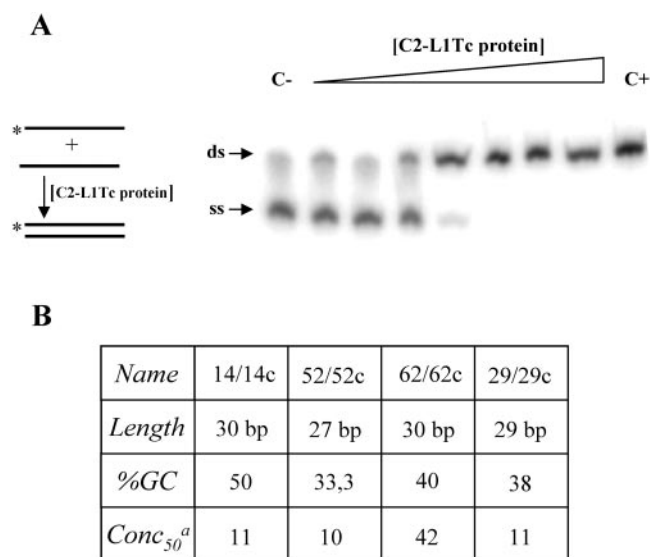 A
[C2-L1Tc protein]
C-
C+
*
+
[C2-L1Tc protein]
*
ds
ss
B
Name 14/14c 52/52c 62/62c 29/29c
Length 30 bp 27 bp 30 bp 29 bp
%GC 50 33,3 40 38
Conc50a 11 10 42 11